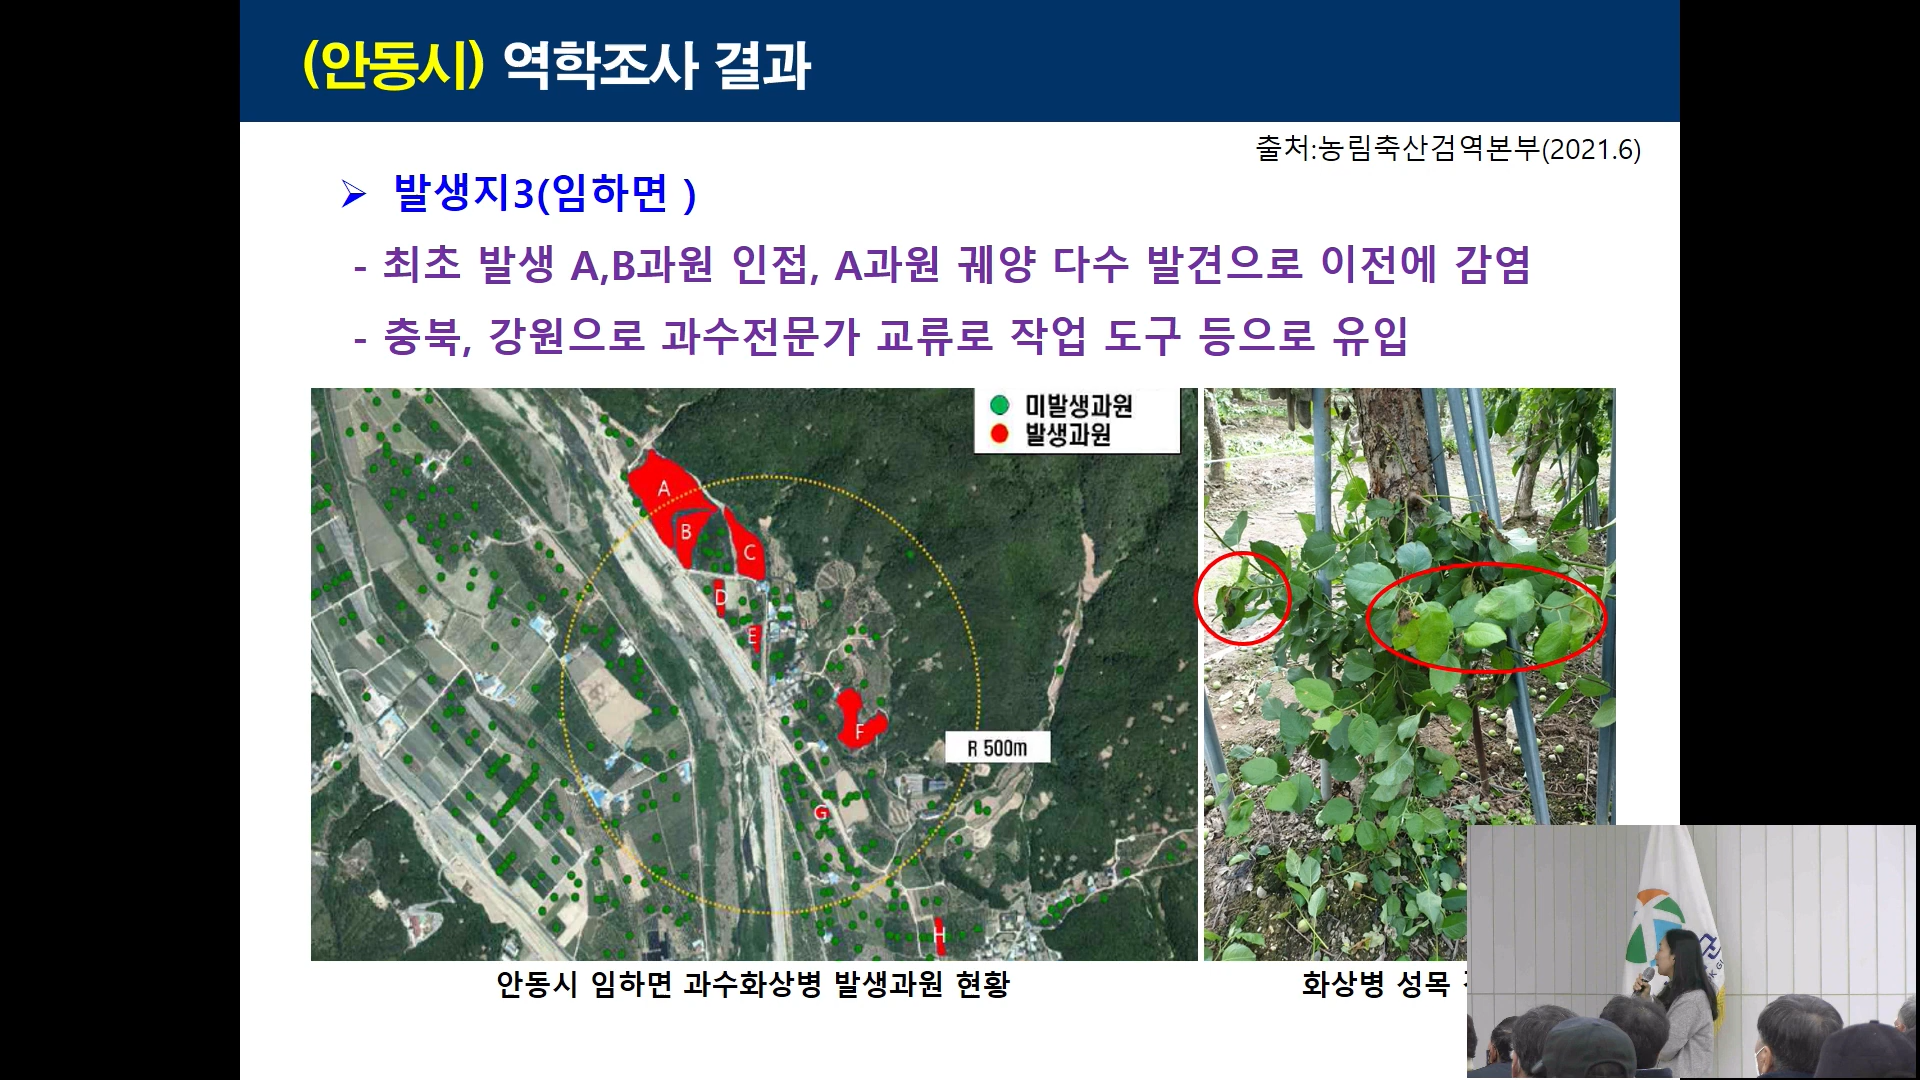 (안동시) 역학조사 결과
출처:농림축산검역본부(2021.6)
➢ 발생지3(임하면 )
- 최초 발생 A,B과원 인접, A과원 궤양 다수 발견으로 이전에 감염
- 충북, 강원으로 과수전문가 교류로 작업 도구 등으로 유입
미발생과원
발생과원
A
B
C
D
E
F
R 500m
G
H
안동시 임하면 과수화상병 발생과원 현황
화상병 성목